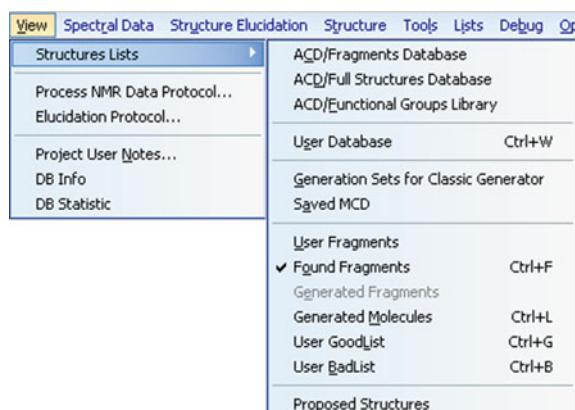 View Spectral Data Structure Elucidation Structure Tools Lists Debug Op
Structures Lists
Process NMR Data Protocol...
Elucidation Protocol...
Project User Notes...
DB Info
DB Statistic
ACD/Fragments Database
ACD/Full Structures Database
ACD/Functional Groups Library
User Database Ctrl+W
Generation Sets for Classic Generator
Saved MCD
User Fragments
Found Fragments Ctrl+F
Generated Fragments
Generated Molecules Ctrl+L
User GoodList Ctrl+G
User BadList Ctrl+B
Proposed Structures